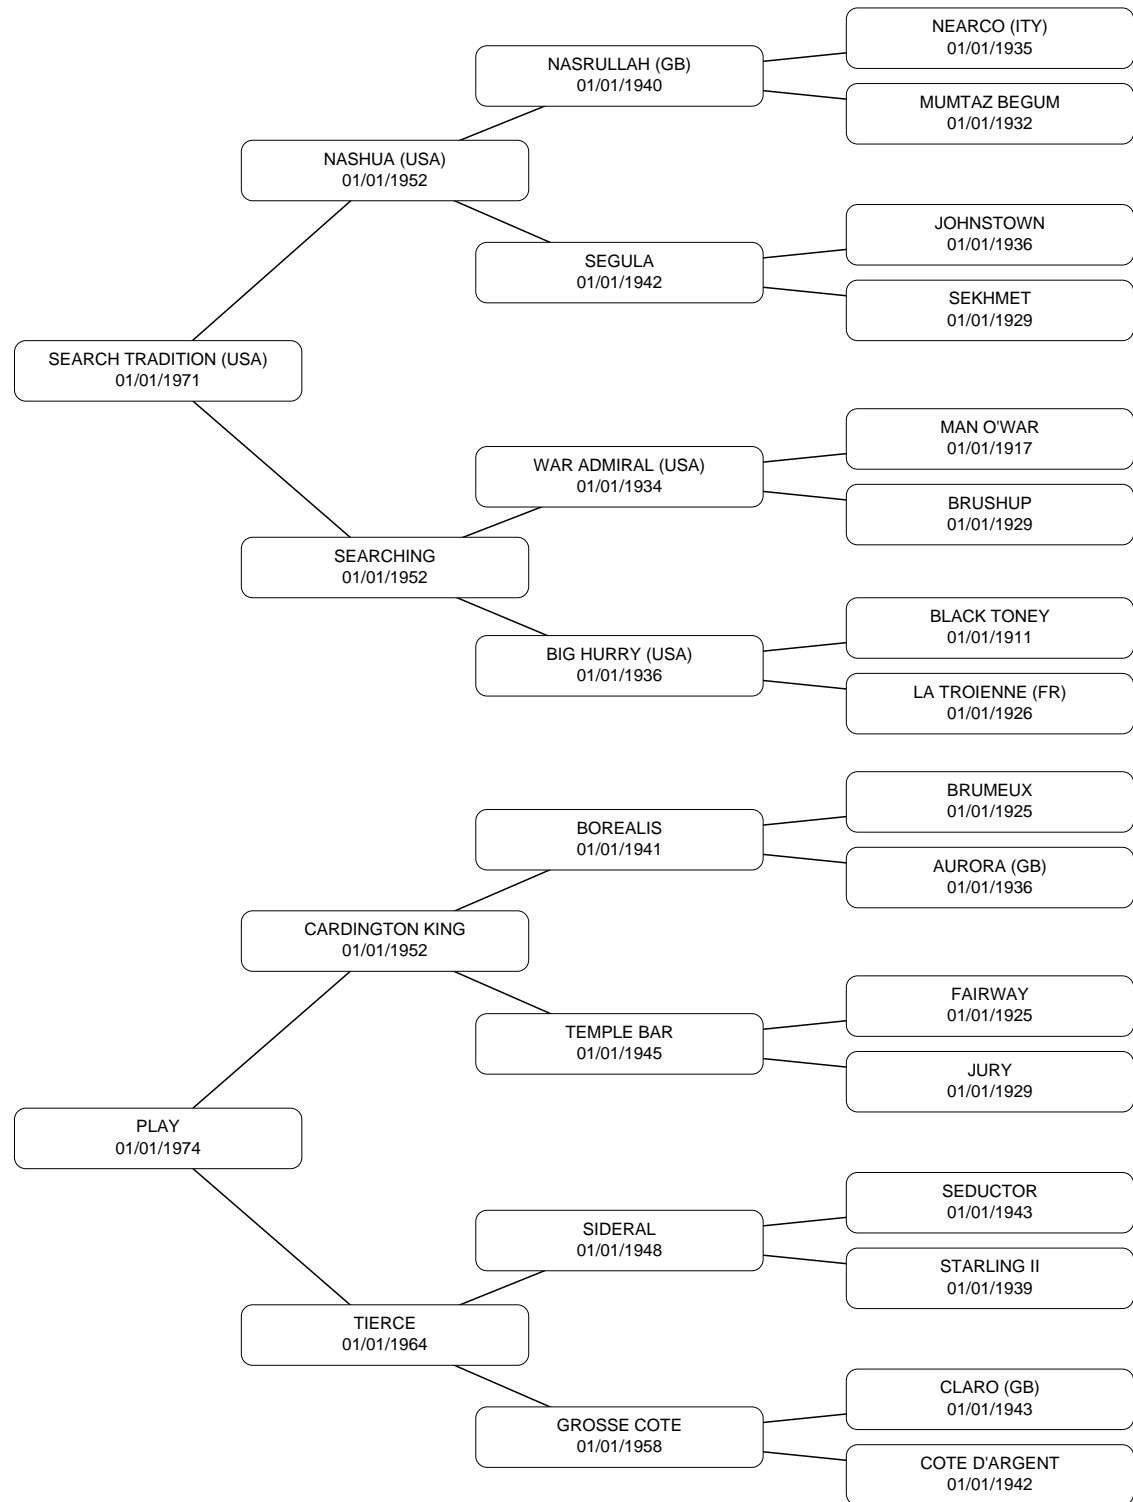 NEARCO (ITY)
01/01/1935
NASRULLAH (GB)
01/01/1940
MUMTAZ BEGUM
01/01/1932
NASHUA (USA)
01/01/1952
JOHNSTOWN
01/01/1936
SEGULA
01/01/1942
SEKHMET
01/01/1929
SEARCH TRADITION (USA)
01/01/1971
MAN O'WAR
01/01/1917
WAR ADMIRAL (USA)
01/01/1934
BRUSHUP
01/01/1929
SEARCHING
01/01/1952
BLACK TONEY
01/01/1911
BIG HURRY (USA)
01/01/1936
LA TROIENNE (FR)
01/01/1926
BRUMEUX
01/01/1925
BOREALIS
01/01/1941
AURORA (GB)
01/01/1936
CARDINGTON KING
01/01/1952
FAIRWAY
01/01/1925
TEMPLE BAR
01/01/1945
JURY
01/01/1929
PLAY
01/01/1974
SEDUCTOR
01/01/1943
SIDERAL
01/01/1948
STARLING II
01/01/1939
TIERCE
01/01/1964
CLARO (GB)
01/01/1943
GROSSE COTE
01/01/1958
COTE D'ARGENT
01/01/1942